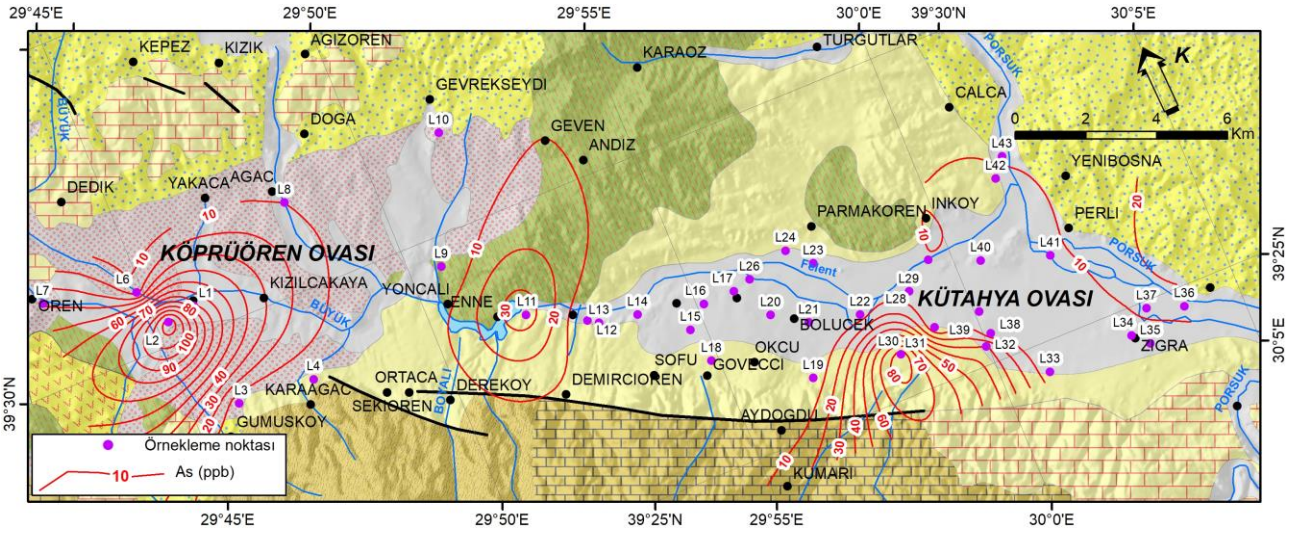 29°45'E 29°50'E 29°55'E 30°0'E 39°30'N 30°5'E
KEPEZ KIZIK AGIZOREN KARAOZ TURGUTLAR PORSUK K
BÜYÜK GEVREKSEYDI CALCA
0 2 4 6 Km
DOGA L10 GEVEN ANDIZ L43
L42 YENIBOSNA
DEDIK YAKACA AGAC L8 PARMAKOREN INKOY PERLI 20
10 10 10
KÖPRÜÖREN OVASI L9 L24 L23 L40 L41 PORSUK 39°25'N
10 Felent 10
L6 80 L1 KIZILCAKAYA YONCALI L26 L17 L29
L7 OREN 70 60 BÜYÜK ENNE 30 L11 20 L13 L14 L16 L20 L21 L22 L28 KÜTAHYA OVASI L37 L36
L2 100 L12 L15 BOLUCEK L39 L38 L34 L35
90 L18 OKCU L30 L31 L32 ZIGRA 30°5'E
40 L4 SOFU GOVECCI L19 80 70 50 L33
30 L3 KARAAGAC ORTACA DEREKOY DEMIRCIOREN 20
39°30'N 20 GUMUSKOY SEKIOREN BOYALI AYDOGDU 30 40 60 PORSUK
Örnekleme noktası 10
10 As (ppb) KUMARI
29°45'E 29°50'E 39°25'N 29°55'E 30°0'E